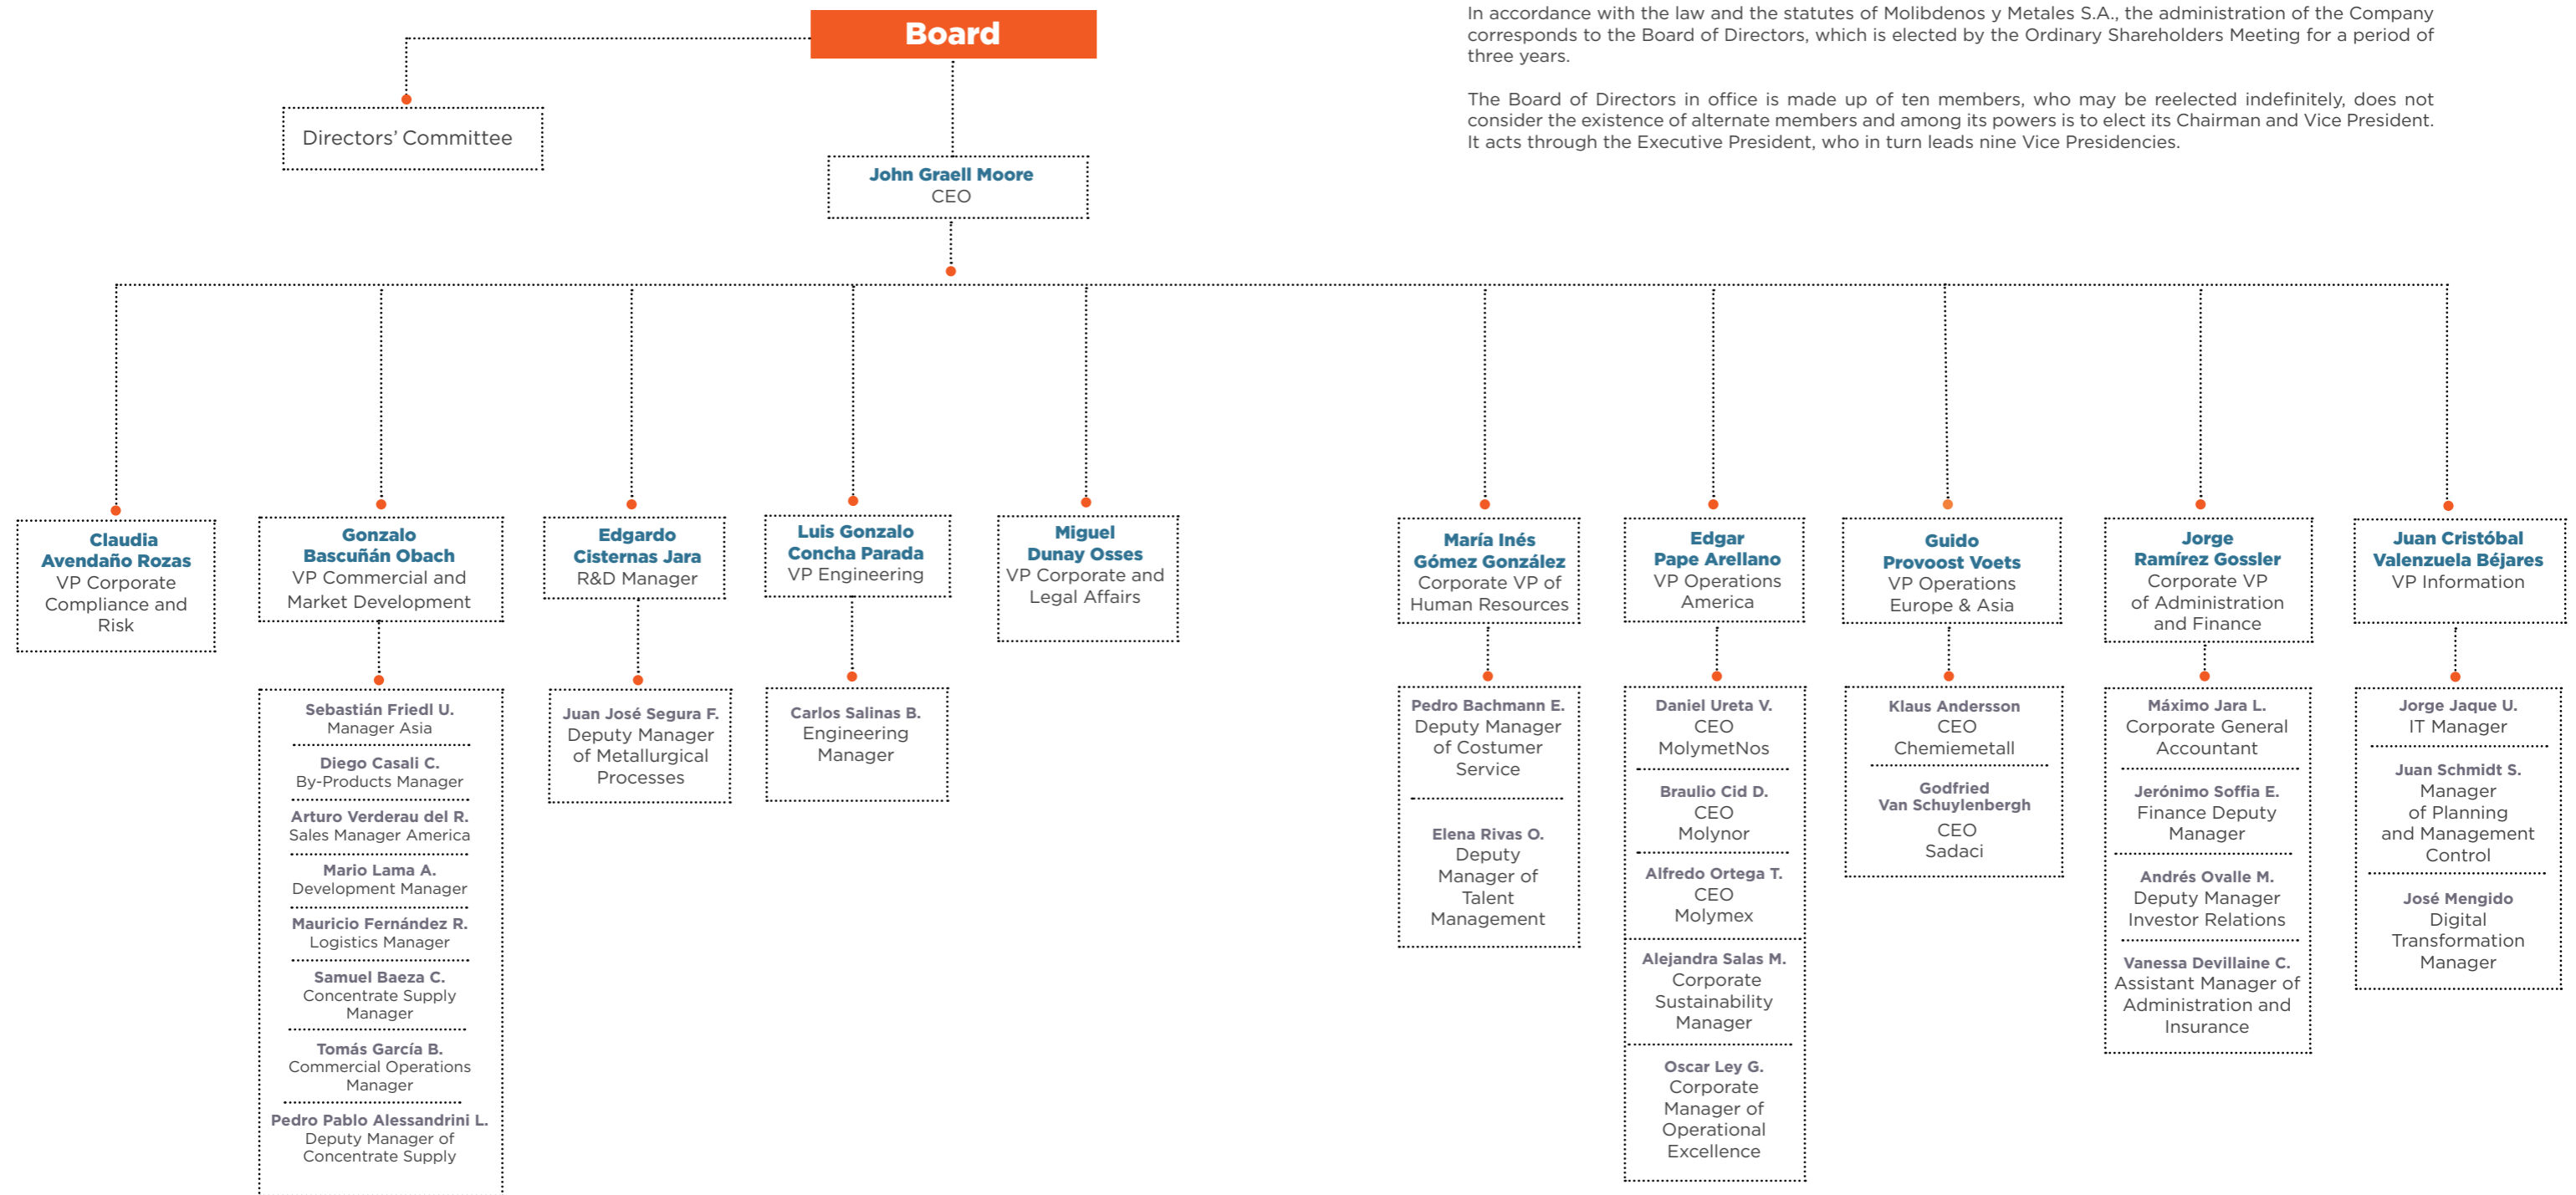 Board
In accordance with the law and the statutes of Molibdenos y Metales S.A., the administration of the Company
corresponds to the Board of Directors, which is elected by the Ordinary Shareholders Meeting for a period of
three years.
The Board of Directors in office is made up of ten members, who may be reelected indefinitely, does not
consider the existence of alternate members and among its powers is to elect its Chairman and Vice President.
It acts through the Executive President, who in turn leads nine Vice Presidencies.
Directors' Committee
John Graell Moore
CEO
Claudia
Avendaño Rozas
VP Corporate
Compliance and
Risk
Gonzalo
Bascuñán Obach
VP Commercial and
Market Development
Sebastián Friedl U.
Manager Asia
Diego Casali C.
By-Products Manager
Arturo Verderau del R.
Sales Manager America
Mario Lama A.
Development Manager
Mauricio Fernández R.
Logistics Manager
Samuel Baeza C.
Concentrate Supply
Manager
Tomás García B.
Commercial Operations
Manager
Pedro Pablo Alessandrini L.
Deputy Manager of
Concentrate Supply
Edgardo
Cisternas Jara
R&D Manager
Juan José Segura F.
Deputy Manager
of Metallurgical
Processes
Luis Gonzalo
Concha Parada
VP Engineering
Carlos Salinas B.
Engineering
Manager
Miguel
Dunay Osses
VP Corporate and
Legal Affairs
María Inés
Gómez González
Corporate VP of
Human Resources
Pedro Bachmann E.
Deputy Manager
of Costumer
Service
Elena Rivas O.
Deputy
Manager of
Talent
Management
Edgar
Pape Arellano
VP Operations
America
Daniel Ureta V.
CEO
MolymetNos
Braulio Cid D.
CEO
Molynor
Alfredo Ortega T.
CEO
Molymex
Alejandra Salas M.
Corporate
Sustainability
Manager
Oscar Ley G.
Corporate
Manager of
Operational
Excellence
Guido
Provoost Voets
VP Operations
Europe & Asia
Klaus Andersson
CEO
Chemiemetall
Godfried
Van Schuylenbergh
CEO
Sadaci
Jorge
Ramírez Gossler
Corporate VP
of Administration
and Finance
Máximo Jara L.
Corporate General
Accountant
Jerónimo Soffia E.
Finance Deputy
Manager
Andrés Ovalle M.
Deputy Manager
Investor Relations
Vanessa Devillaine C.
Assistant Manager of
Administration and
Insurance
Juan Cristóbal
Valenzuela Béjares
VP Information
Jorge Jaque U.
IT Manager
Juan Schmidt S.
Manager
of Planning
and Management
Control
José Mengido
Digital
Transformation
Manager